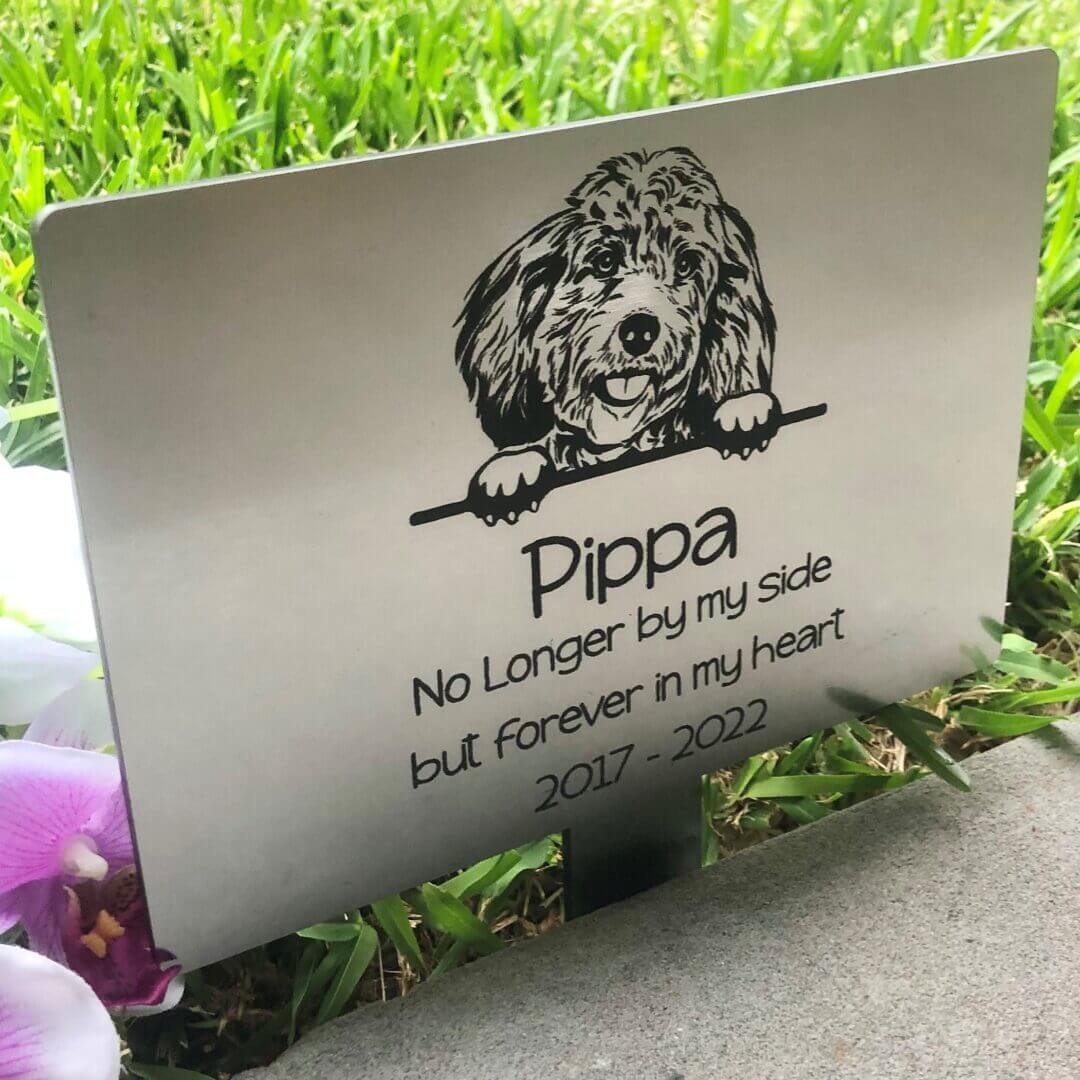 Pippa
No Longer by my side
but forever in my heart
2017 - 2022